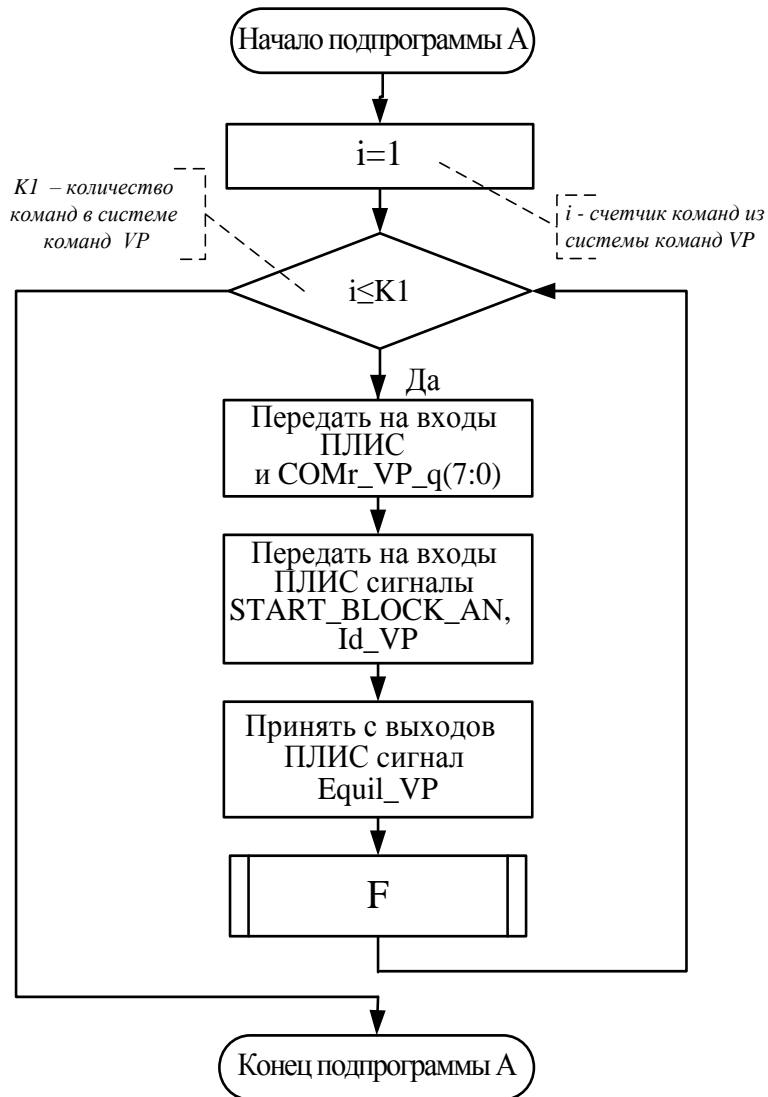 Начало подпрограммы А
i=1
K1 – количество
команд в системе
команд VP
i - счетчик команд из
системы команд VP
i≤K1
Да
Передать на входы
ПЛИС
и COMr_VP_q(7:0)
Передать на входы
ПЛИС сигналы
START_BLOCK_AN,
Id_VP
Принять с выходов
ПЛИС сигнал
Equil_VP
F
Конец подпрограммы А